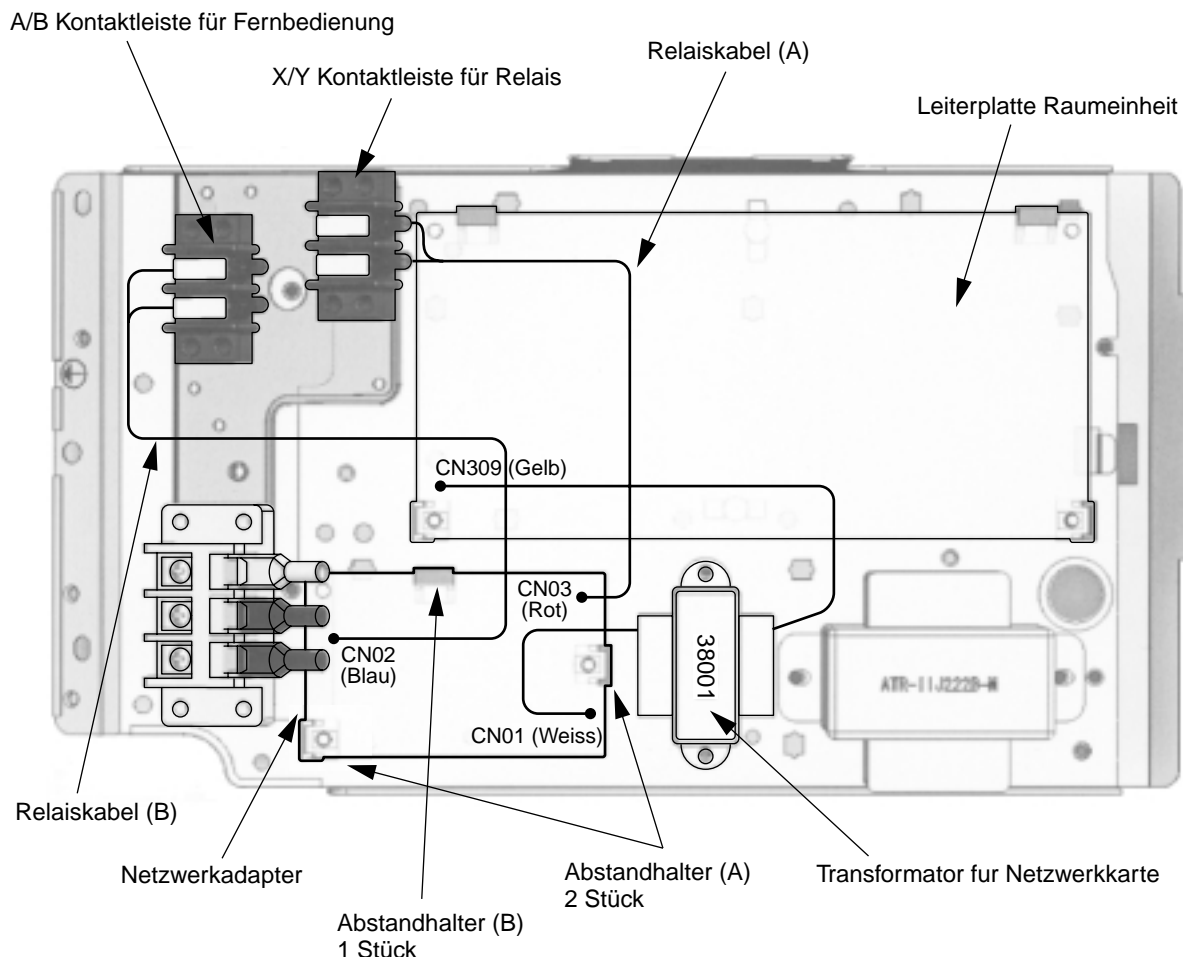 A/B Kontaktleiste für Fernbedienung
X/Y Kontaktleiste für Relais
Relaiskabel (A)
Leiterplatte Raumeinheit
CN309 (Gelb)
CN03
(Rot)
CN02
(Blau)
CN01 (Weiss)
38001
ATR-IIJ222B-M
Relaiskabel (B)
Netzwerkadapter
Abstandhalter (B)
1 Stück
Abstandhalter (A)
2 Stück
Transformator fur Netzwerkkarte